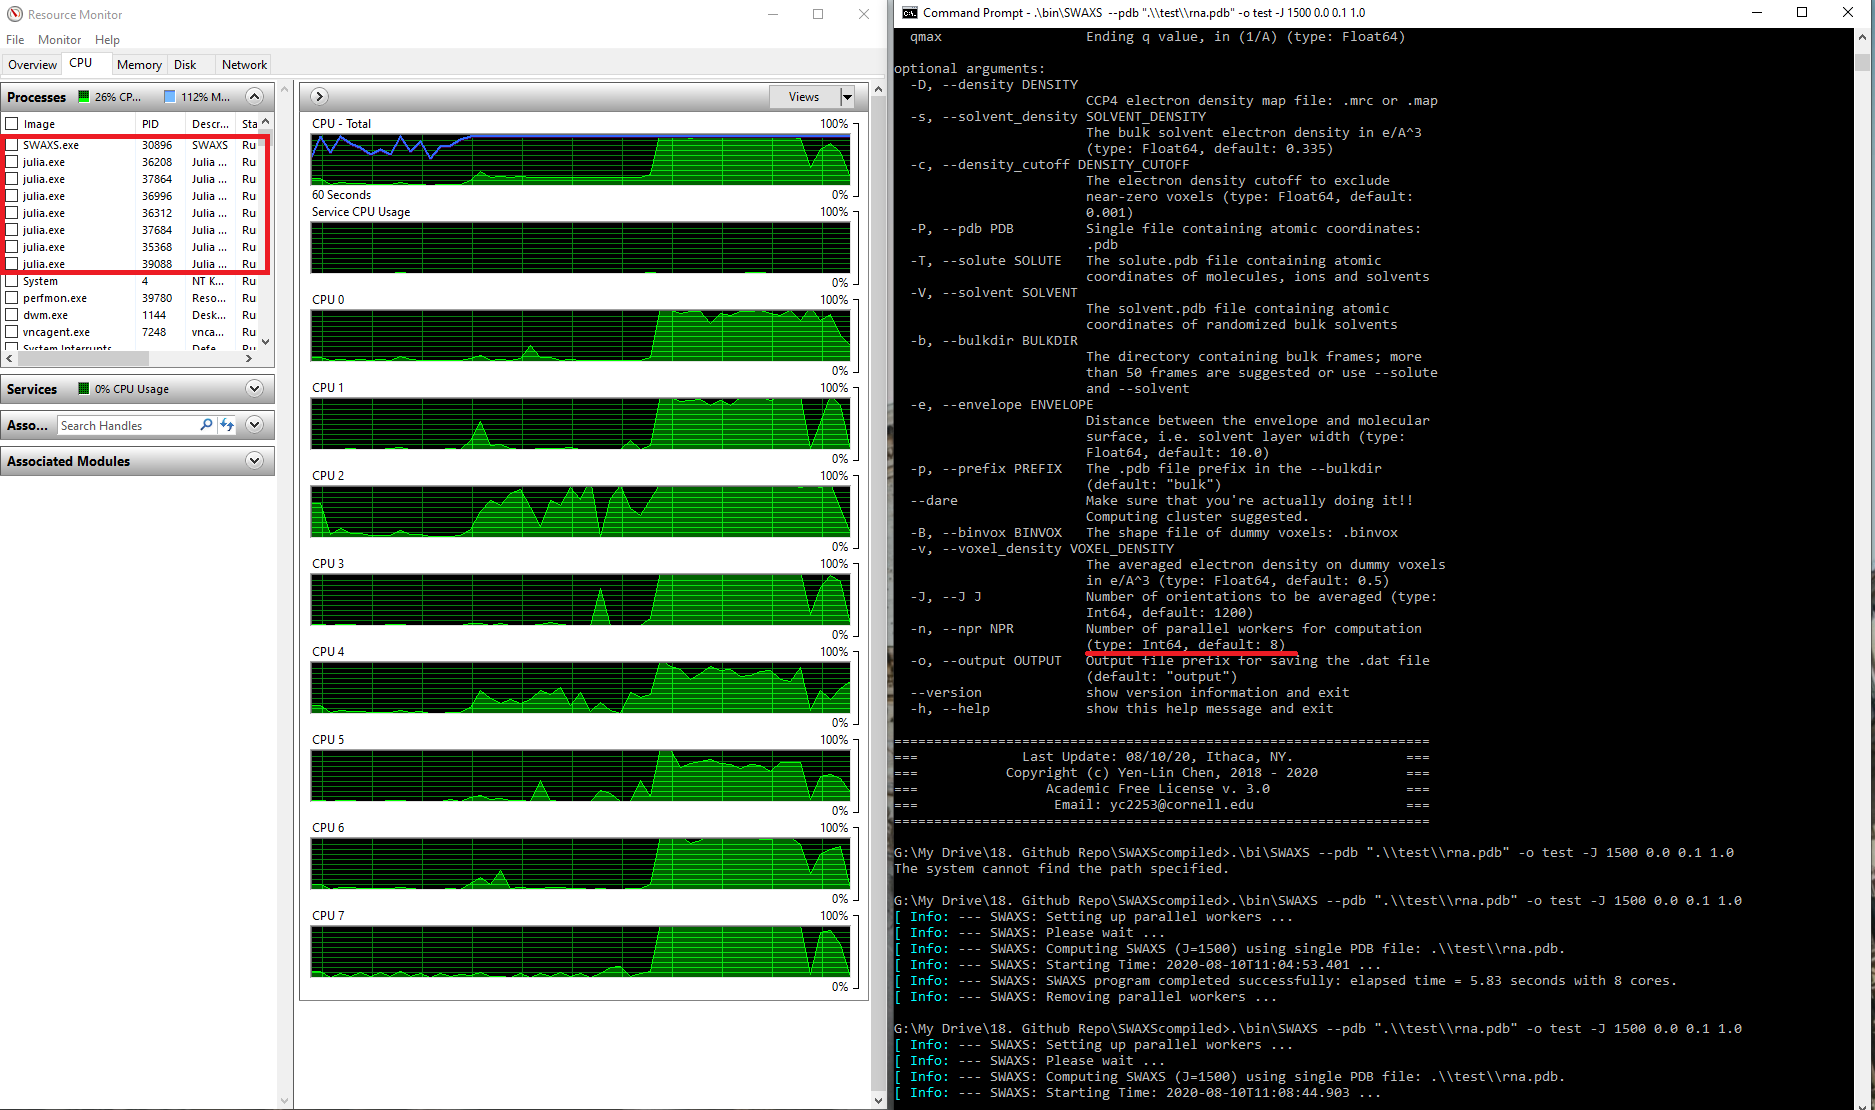 Resource Monitor
File Monitor Help
Overview CPU Memory Disk Network
Processes 26% CP... 112% M...
Image PID Descr... Sta
SWAXS.exe 30896 SWAXS Ru
julia.exe 36208 Julia ... Ru
julia.exe 37864 Julia ... Ru
julia.exe 36996 Julia ... Ru
julia.exe 36312 Julia ... Ru
julia.exe 37684 Julia ... Ru
julia.exe 35368 Julia ... Ru
julia.exe 39088 Julia ... Ru
System 4 NT K... Ru
perfmon.exe 39780 Reso... Ru
dwm.exe 1144 Desk... Ru
vncagent.exe 7248 vnca... Ru
System Interrupts Defe Ru
Services 0% CPU Usage
Asso... Search Handles
Associated Modules
Views
CPU - Total 100%
60 Seconds 0%
Service CPU Usage 100%
0%
CPU 0 100%
0%
CPU 1 100%
0%
CPU 2 100%
0%
CPU 3 100%
0%
CPU 4 100%
0%
CPU 5 100%
0%
CPU 6 100%
0%
CPU 7 100%
0%
Command Prompt - .\bin\SWAXS --pdb ".\\test\\rna.pdb" -o test -J 1500 0.0 0.1 1.0
qmax Ending q value, in (1/A) (type: Float64)
optional arguments:
-D, --density DENSITY
CCP4 electron density map file: .mrc or .map
-s, --solvent_density SOLVENT_DENSITY
The bulk solvent electron density in e/A^3
(type: Float64, default: 0.335)
-c, --density_cutoff DENSITY_CUTOFF
The electron density cutoff to exclude
near-zero voxels (type: Float64, default:
0.001)
-P, --pdb PDB Single file containing atomic coordinates:
.pdb
-T, --solute SOLUTE The solute.pdb file containing atomic
coordinates of molecules, ions and solvents
-V, --solvent SOLVENT
The solvent.pdb file containing atomic
coordinates of randomized bulk solvents
-b, --bulkdir BULKDIR
The directory containing bulk frames; more
than 50 frames are suggested or use --solute
and --solvent
-e, --envelope ENVELOPE
Distance between the envelope and molecular
surface, i.e. solvent layer width (type:
Float64, default: 10.0)
-p, --prefix PREFIX The .pdb file prefix in the --bulkdir
(default: "bulk")
--dare Make sure that you're actually doing it!!
Computing cluster suggested.
-B, --binvox BINVOX The shape file of dummy voxels: .binvox
-v, --voxel_density VOXEL_DENSITY
The averaged electron density on dummy voxels
in e/A^3 (type: Float64, default: 0.5)
-J, --J J Number of orientations to be averaged (type:
Int64, default: 1200)
-n, --npr NPR Number of parallel workers for computation
(type: Int64, default: 8)
-o, --output OUTPUT Output file prefix for saving the .dat file
(default: "output")
--version show version information and exit
-h, --help show this help message and exit
===================================================================
=== Last Update: 08/10/20, Ithaca, NY. ===
=== Copyright (c) Yen-Lin Chen, 2018 - 2020 ===
=== Academic Free License v. 3.0 ===
=== Email: yc2253@cornell.edu ===
===================================================================
G:\My Drive\18. Github Repo\SWAXScompiled>.\bi\SWAXS --pdb ".\\test\\rna.pdb" -o test -J 1500 0.0 0.1 1.0
The system cannot find the path specified.
G:\My Drive\18. Github Repo\SWAXScompiled>.\bin\SWAXS --pdb ".\\test\\rna.pdb" -o test -J 1500 0.0 0.1 1.0
[ Info: --- SWAXS: Setting up parallel workers ...
[ Info: --- SWAXS: Please wait ...
[ Info: --- SWAXS: Computing SWAXS (J=1500) using single PDB file: .\\test\\rna.pdb.
[ Info: --- SWAXS: Starting Time: 2020-08-10T11:04:53.401 ...
[ Info: --- SWAXS: SWAXS program completed successfully: elapsed time = 5.83 seconds with 8 cores.
[ Info: --- SWAXS: Removing parallel workers ...
G:\My Drive\18. Github Repo\SWAXScompiled>.\bin\SWAXS --pdb ".\\test\\rna.pdb" -o test -J 1500 0.0 0.1 1.0
[ Info: --- SWAXS: Setting up parallel workers ...
[ Info: --- SWAXS: Please wait ...
[ Info: --- SWAXS: Computing SWAXS (J=1500) using single PDB file: .\\test\\rna.pdb.
[ Info: --- SWAXS: Starting Time: 2020-08-10T11:08:44.903 ...